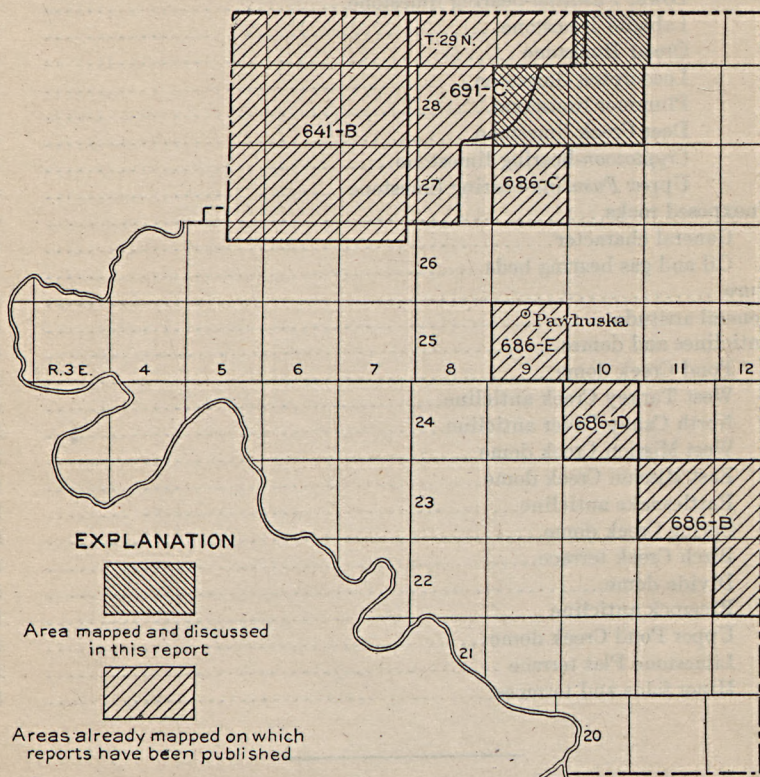 T. 29 N.
691-C
28
641-B
27
686-C
26
Pawhuska
25
686-E
R.3 E. 4 5 6 7 8 9 10 11 12
24
686-D
23
686-B
EXPLANATION
22
Area mapped and discussed
in this report
21
Areas already mapped on which
reports have been published
20